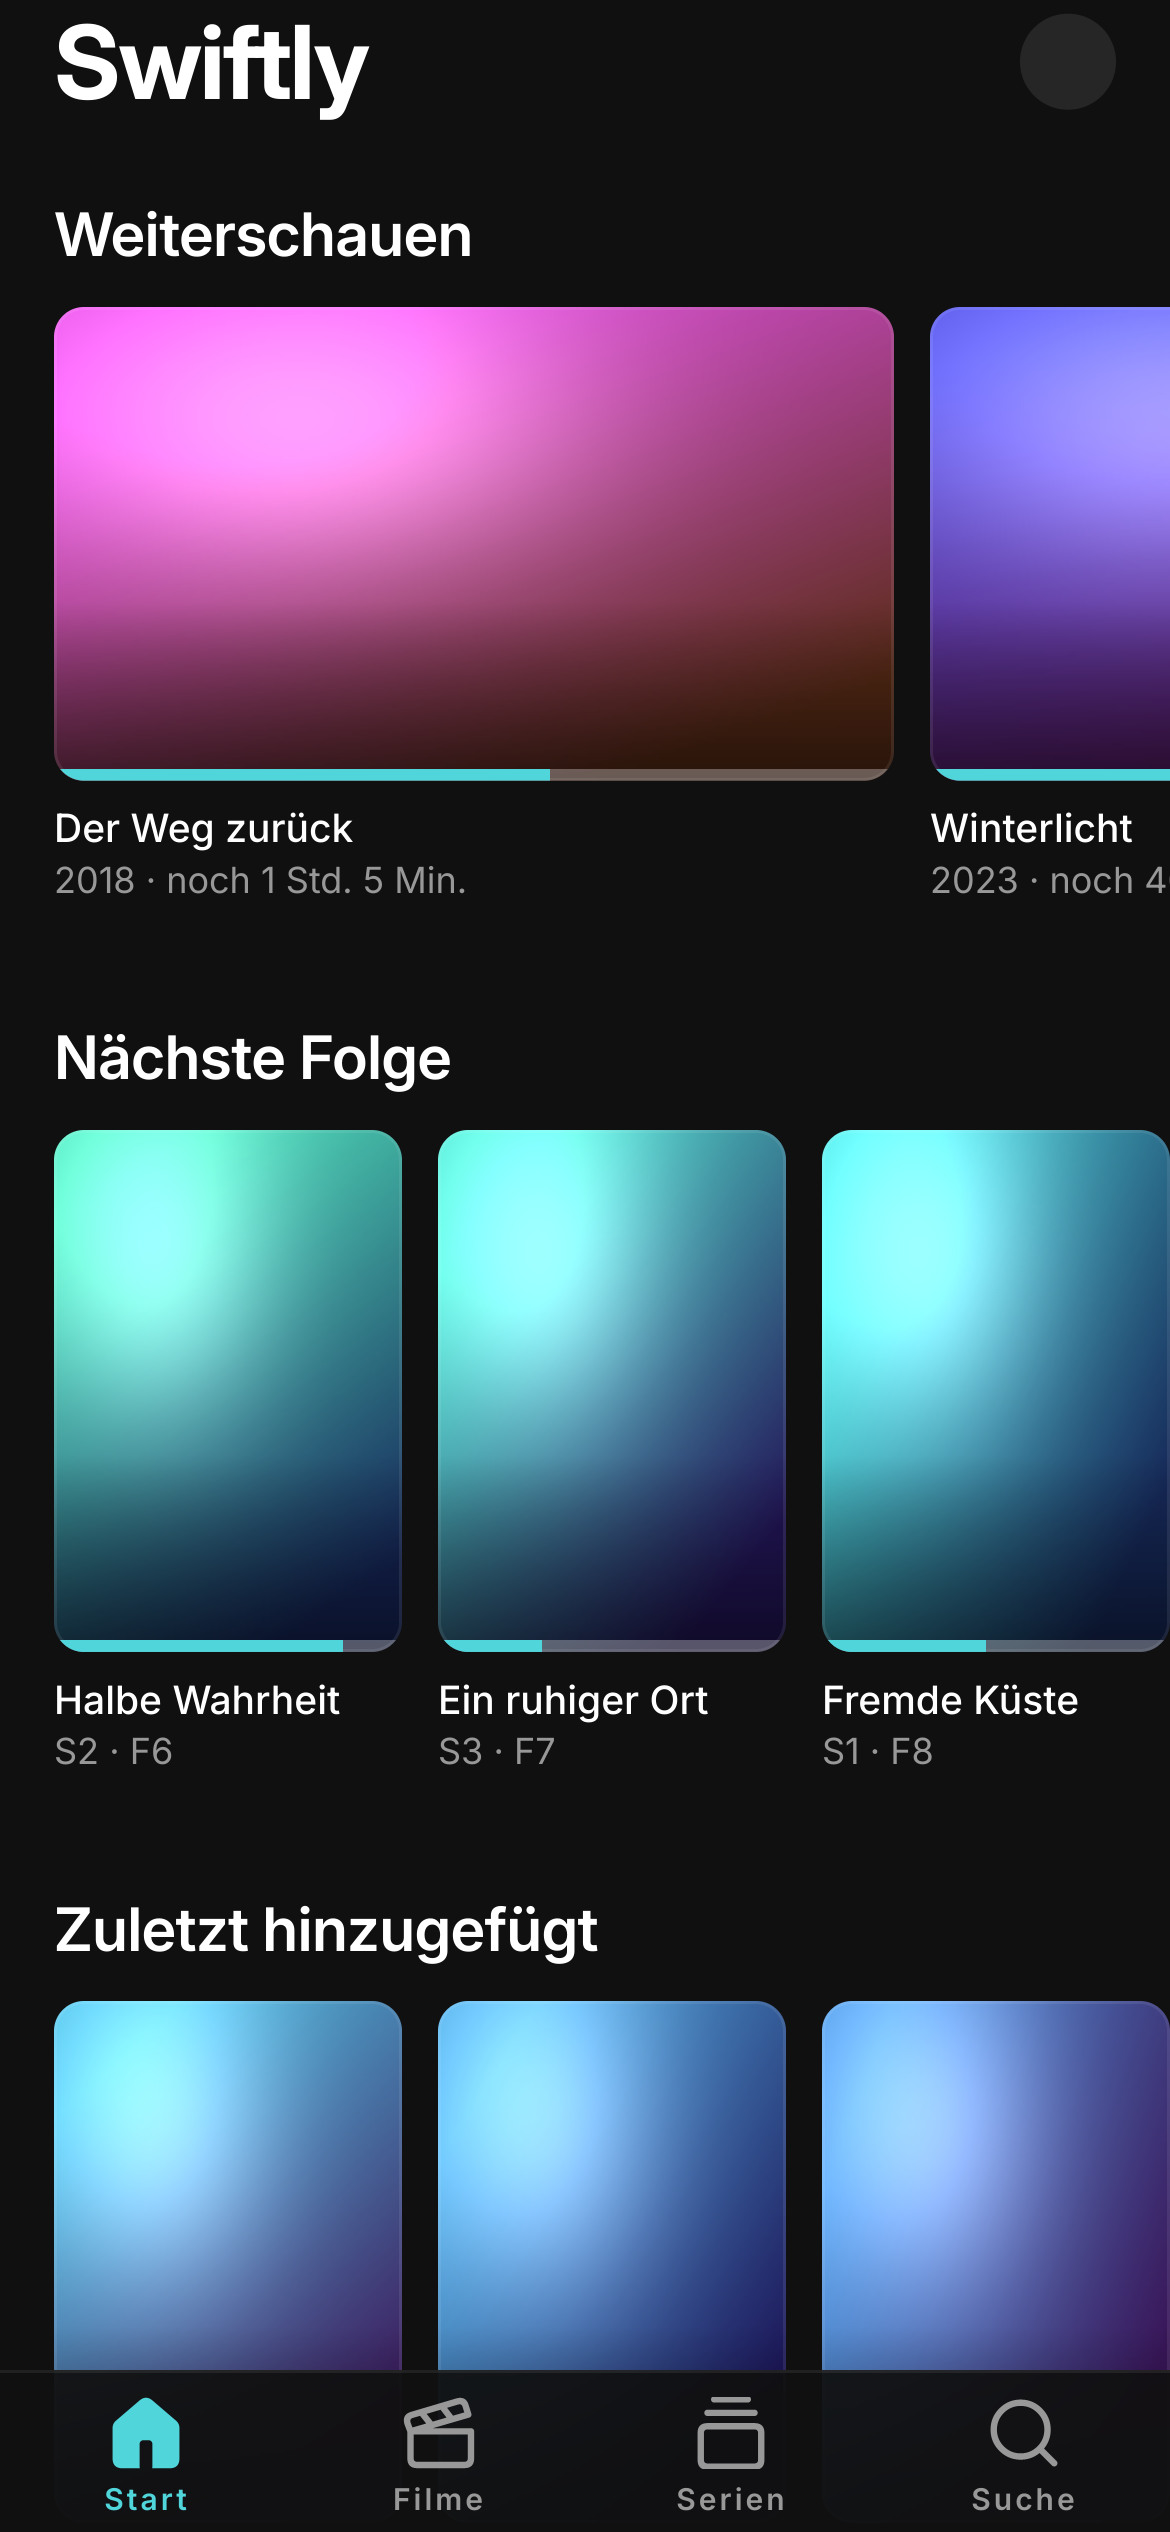 Swiftly
Weiterschauen
Der Weg zurück
2018 · noch 1 Std. 5 Min.
Winterlicht
2023 · noch
Nächste Folge
Halbe Wahrheit
S2 · F6
Ein ruhiger Ort
S3 · F7
Fremde Küste
S1 · F8
Zuletzt hinzugefügt
Start
Filme
Serien
Suche